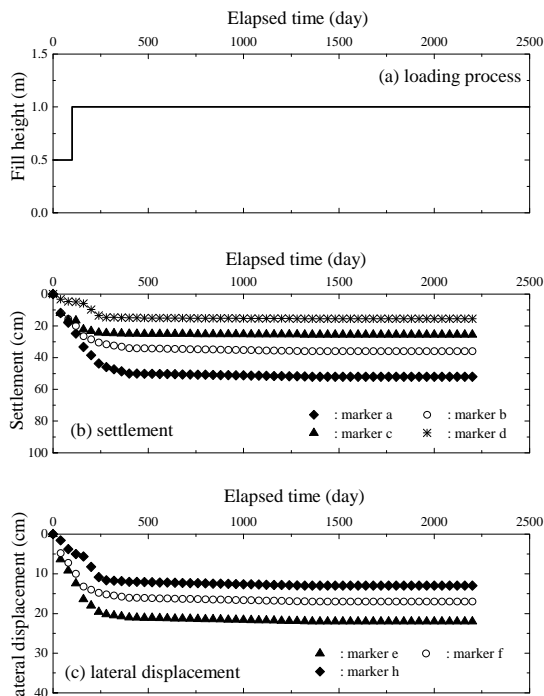 Elapsed time (day)
0 500 1000 1500 2000 2500
1.5
(a) loading process
1.0
Fill height (m)
0.5
0.0
Elapsed time (day)
0 500 1000 1500 2000 2500
0
20
40
Settlement (cm)
60
80
: marker a : marker b
(b) settlement
: marker c : marker d
100
Elapsed time (day)
0 500 1000 1500 2000 2500
0
10
20
ateral displacement (cm)
30
: marker e : marker f
(c) lateral displacement
: marker h
40